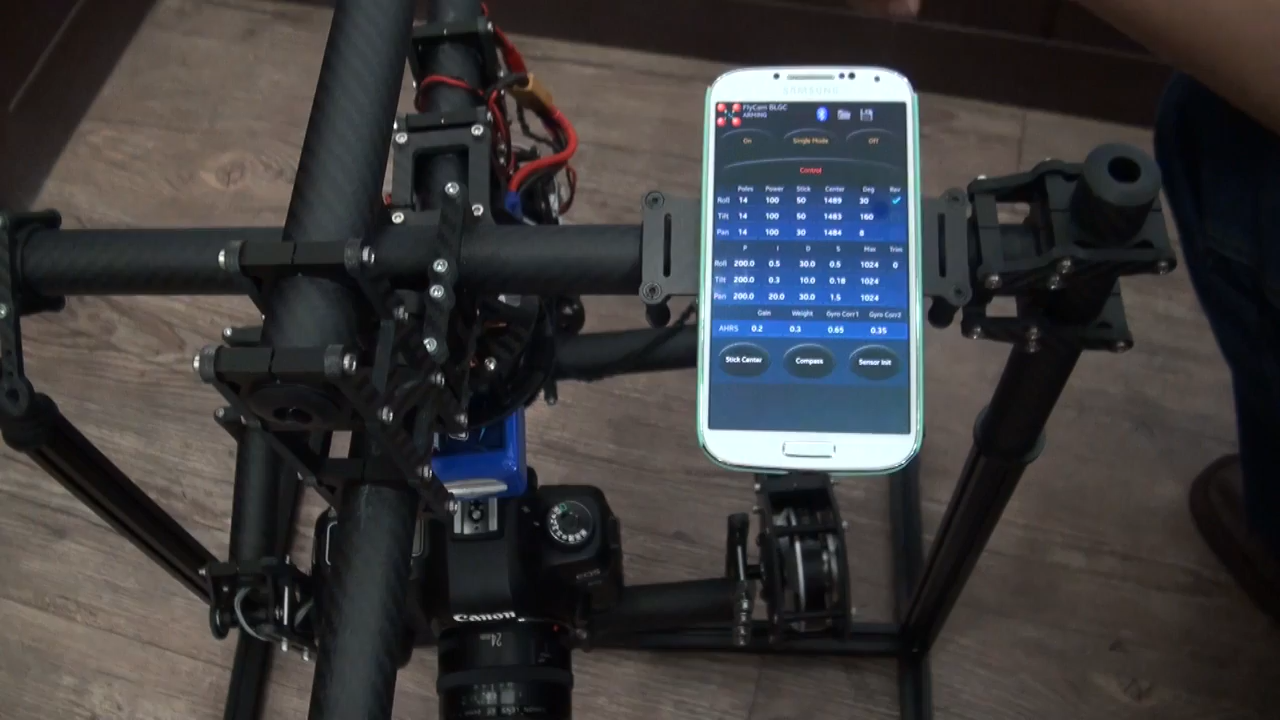 SAMSUNG
FlyCam BLGC
ARMING
On Single Mode Off
Control
Poles Power Stick Center Deg Rev
Roll 14 100 50 1489 30
Tilt 14 100 50 1483 160
Pan 14 100 30 1484 8
P I D S Max Trim
Roll 200.0 0.5 30.0 0.5 1024 0
Tilt 200.0 0.3 10.0 0.18 1024
Pan 200.0 20.0 30.0 1.5 1024
Gain Weight Gyro Corr1 Gyro Corr2
AHRS 0.2 0.3 0.65 0.35
Stick Center Compass Sensor Init
EOS
Canon
24mm